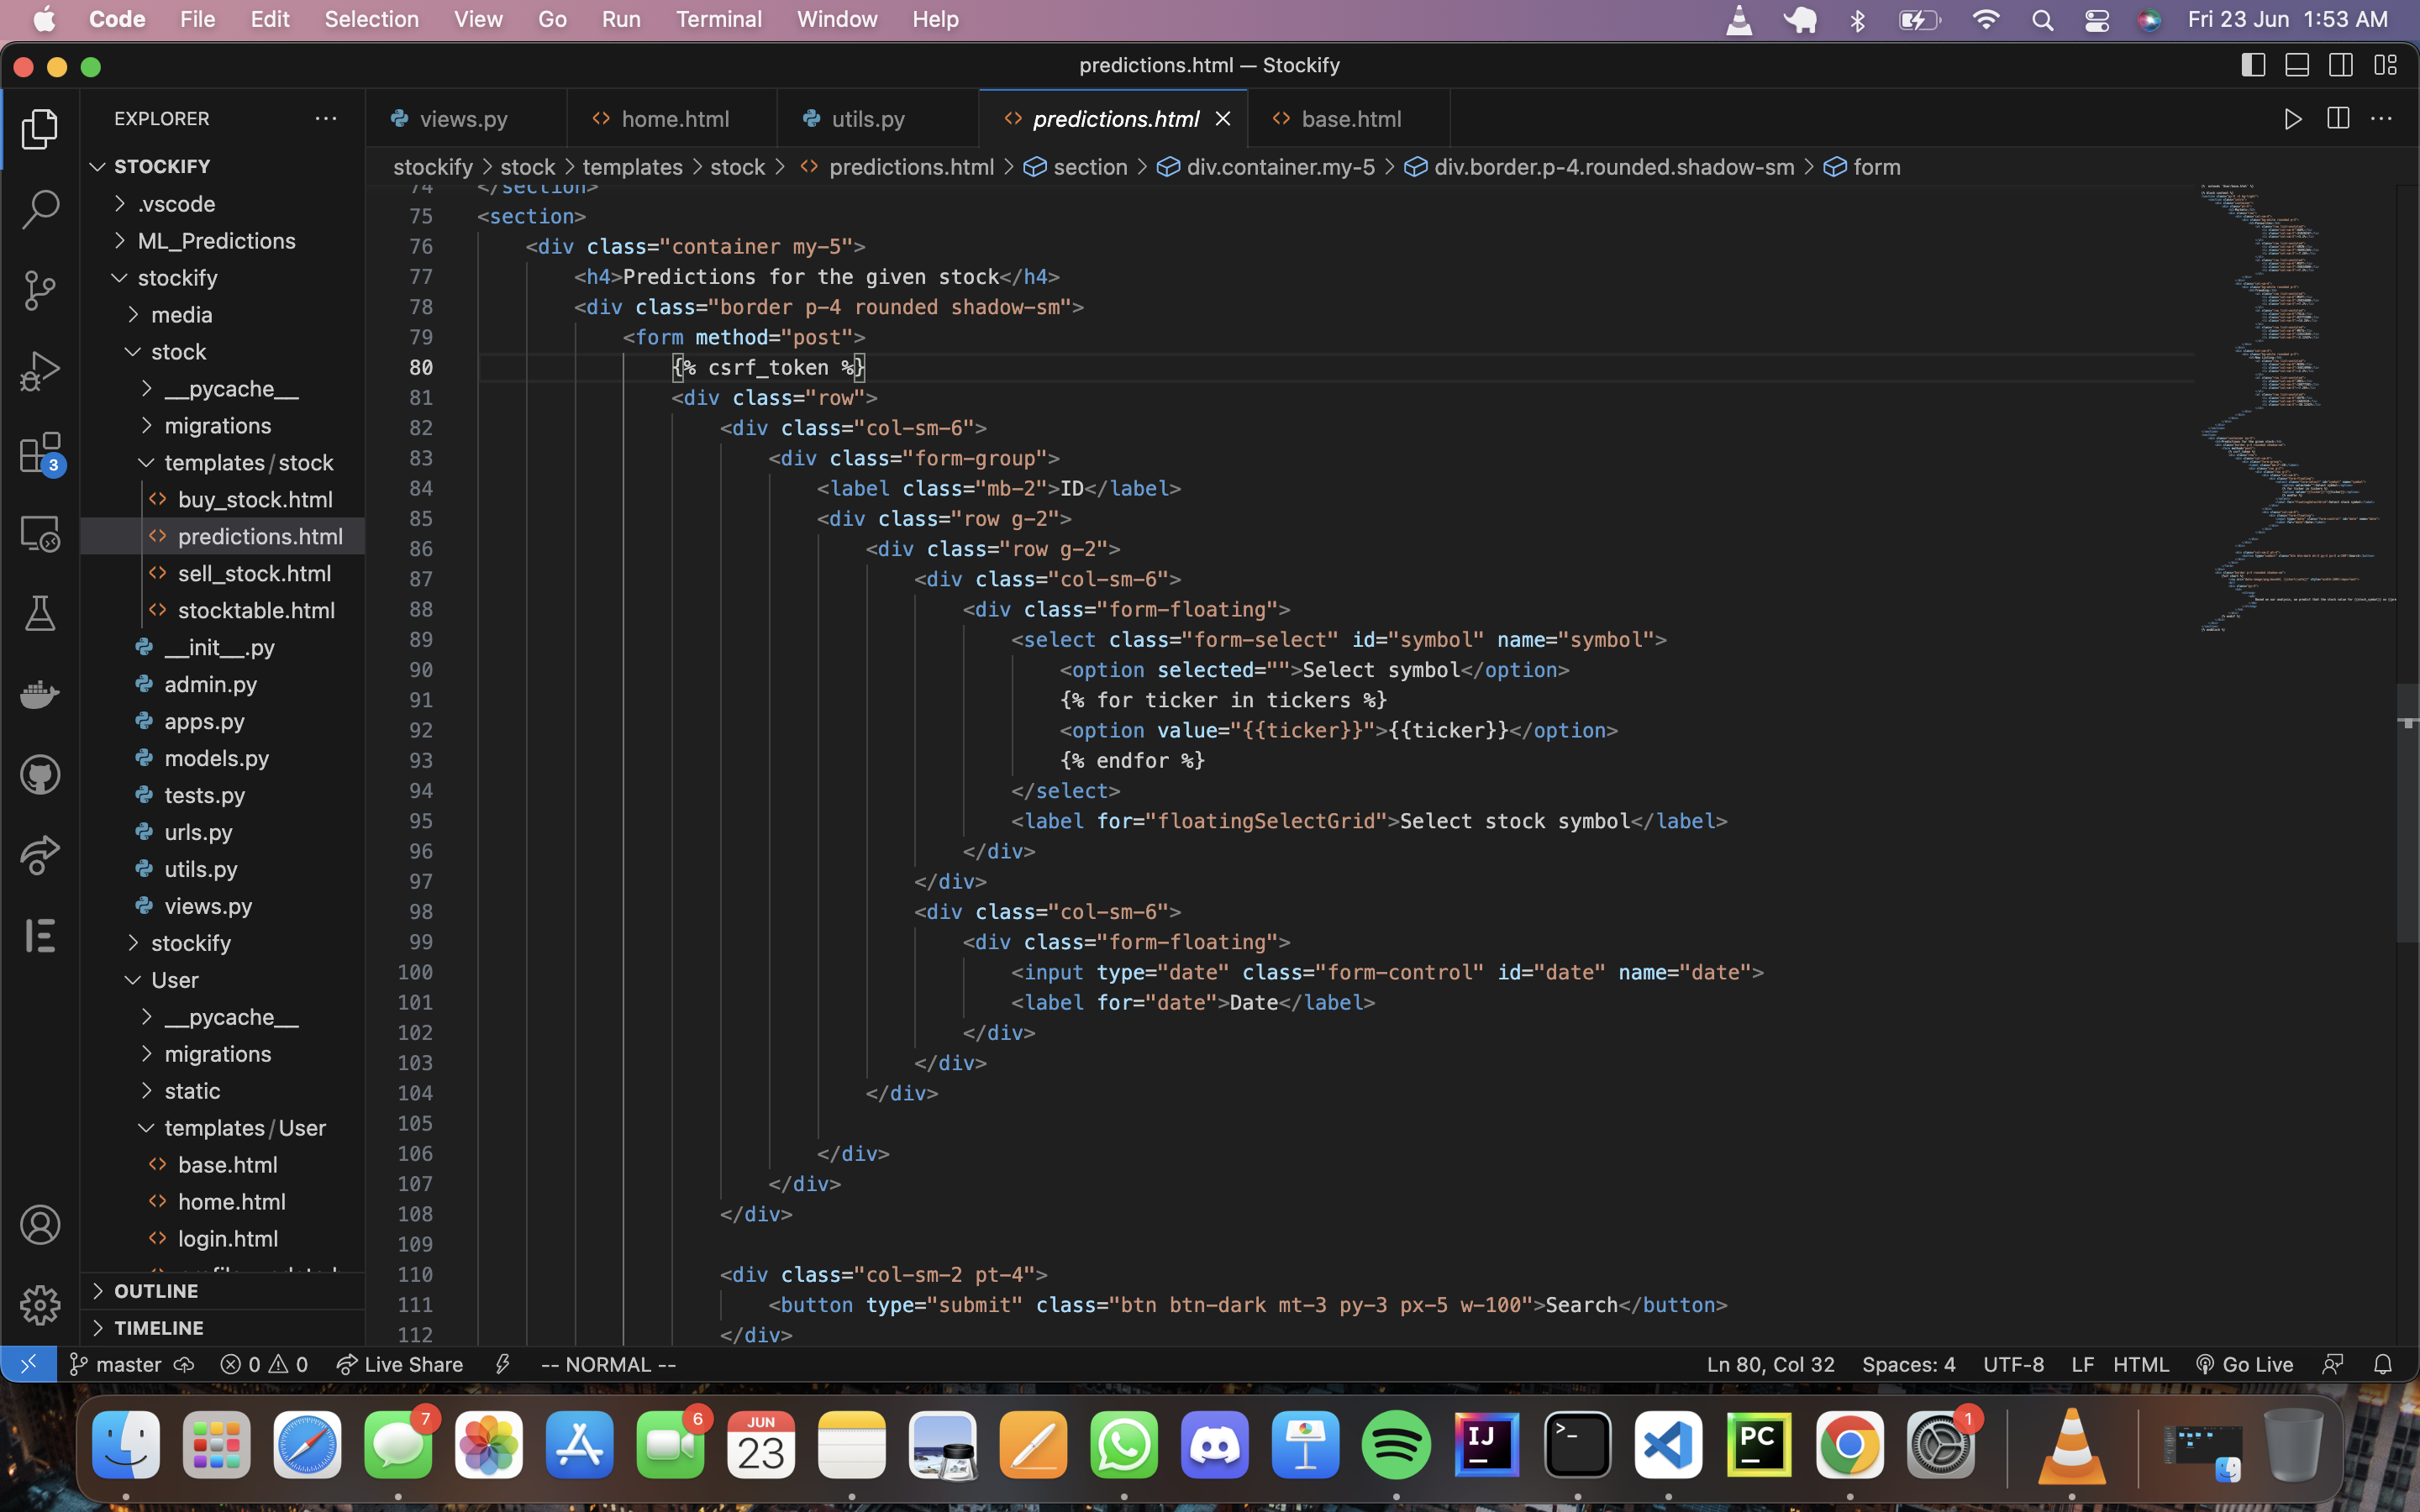 Code File Edit Selection View Go Run Terminal Window Help Fri 23 Jun 1:53 AM
predictions.html — Stockify
EXPLORER ···
views.py home.html utils.py predictions.html base.html
stockify > stock > templates > stock > predictions.html > section > div.container.my-5 > div.border.p-4.rounded.shadow-sm > form
STOCKIFY
.vscode
ML_Predictions
stockify
media
stock
__pycache__
migrations
templates/stock
buy_stock.html
predictions.html
sell_stock.html
stocktable.html
__init__.py
admin.py
apps.py
models.py
tests.py
urls.py
utils.py
views.py
stockify
User
__pycache__
migrations
static
templates/User
base.html
home.html
login.html
OUTLINE
TIMELINE
3
74 </section>
75 <section>
76 <div class="container my-5">
77 <h4>Predictions for the given stock</h4>
78 <div class="border p-4 rounded shadow-sm">
79 <form method="post">
80 {% csrf_token %}
81 <div class="row">
82 <div class="col-sm-6">
83 <div class="form-group">
84 <label class="mb-2">ID</label>
85 <div class="row g-2">
86 <div class="row g-2">
87 <div class="col-sm-6">
88 <div class="form-floating">
89 <select class="form-select" id="symbol" name="symbol">
90 <option selected="">Select symbol</option>
91 {% for ticker in tickers %}
92 <option value="{{ticker}}">{{ticker}}</option>
93 {% endfor %}
94 </select>
95 <label for="floatingSelectGrid">Select stock symbol</label>
96 </div>
97 </div>
98 <div class="col-sm-6">
99 <div class="form-floating">
100 <input type="date" class="form-control" id="date" name="date">
101 <label for="date">Date</label>
102 </div>
103 </div>
104 </div>
105
106 </div>
107 </div>
108 </div>
109
110 <div class="col-sm-2 pt-4">
111 <button type="submit" class="btn btn-dark mt-3 py-3 px-5 w-100">Search</button>
112 </div>
master 0 0 Live Share -- NORMAL -- Ln 80, Col 32 Spaces: 4 UTF-8 LF HTML Go Live
7 6 JUN 23 IJ >_ PC 1